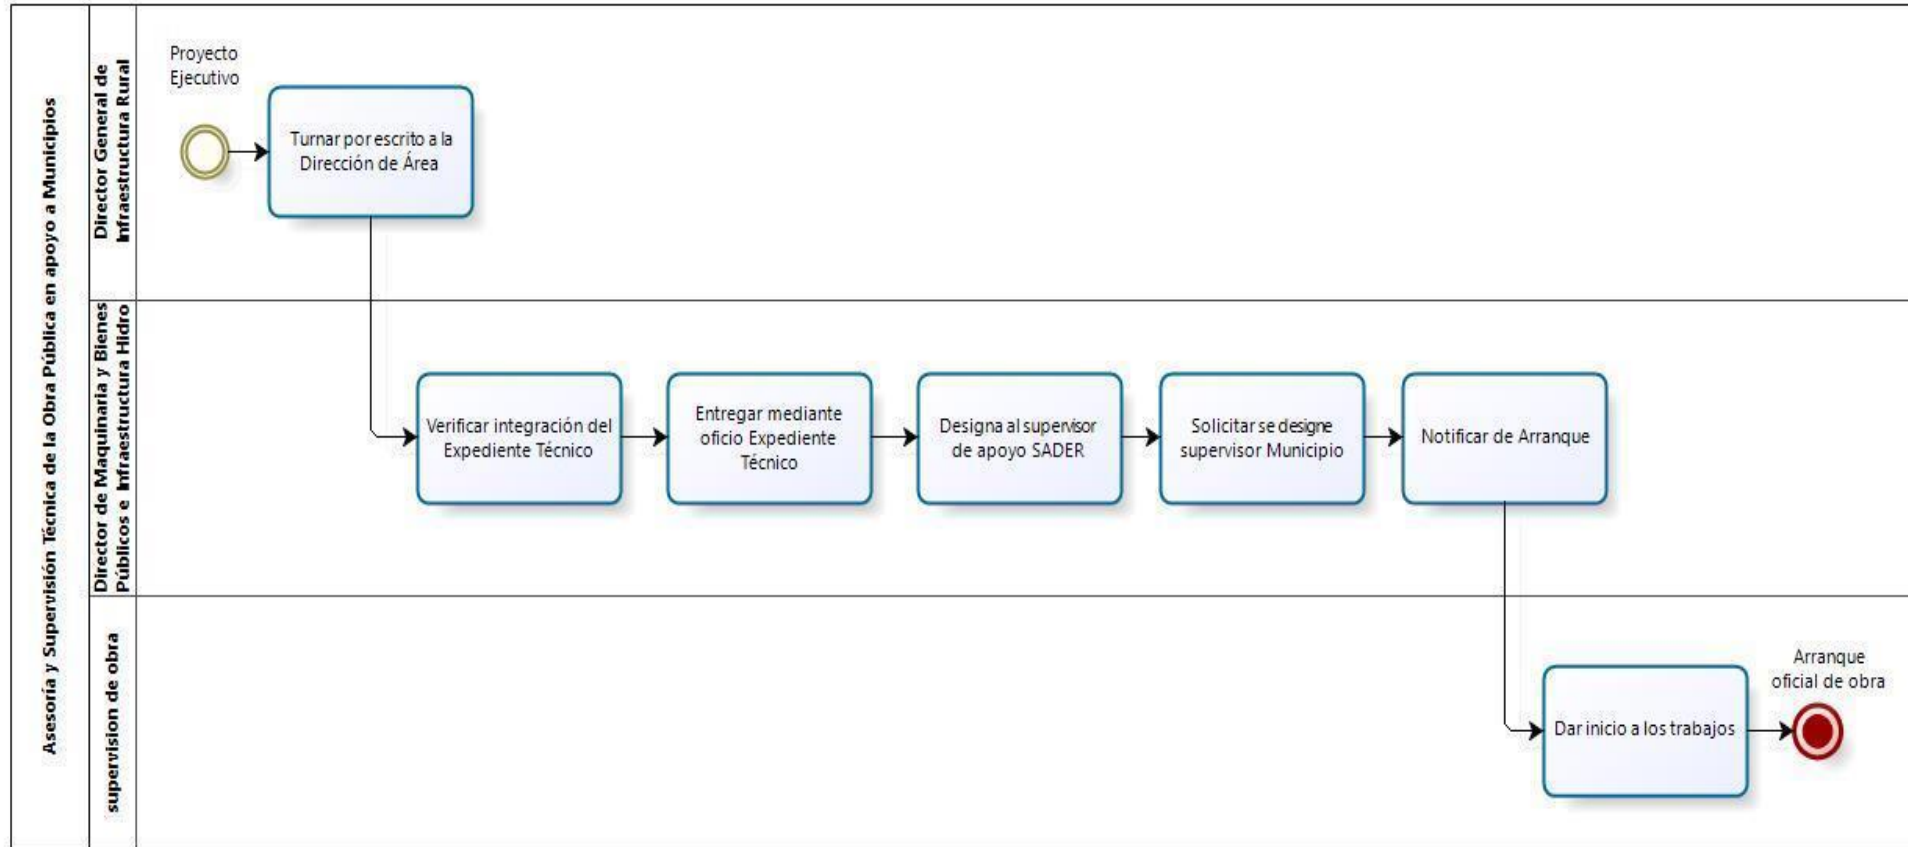 Asesoría y Supervisión Técnica de la Obra Pública en apoyo a Municipios
Director General de
Infraestructura Rural
Proyecto
Ejecutivo
Turnar por escrito a la
Dirección de Área
Director de Maquinaria y Bienes
Públicos e Infraestructura Hidro
Verificar integración del
Expediente Técnico
Entregar mediante
oficio Expediente
Técnico
Designa al supervisor
de apoyo SADER
Solicitar se designe
supervisor Municipio
Notificar de Arranque
supervision de obra
Dar inicio a los trabajos
Arranque
oficial de obra